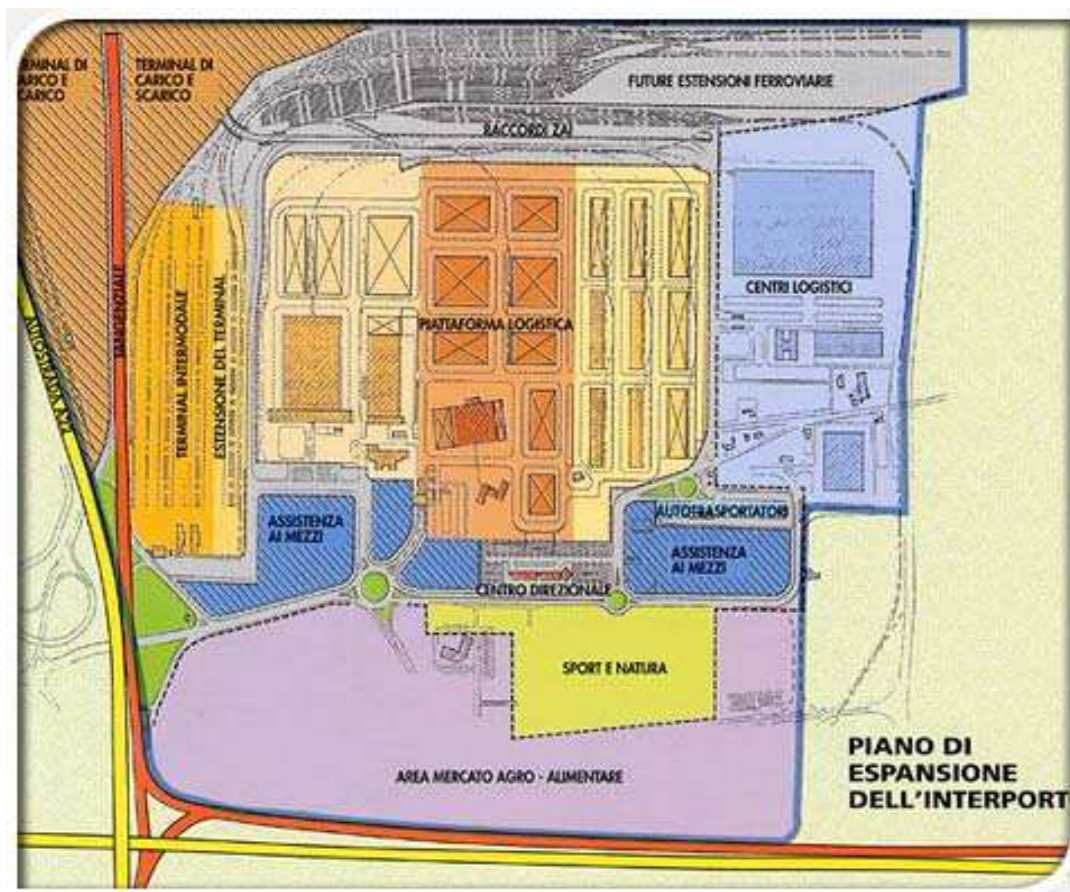 TERMINAL DI
CARICO E
SCARICO
TERMINAL DI
CARICO E
SCARICO
FUTURE ESTENSIONI FERROVIARIE
RACCORDI ZAI
TANGENZIALE
AUTOSTRADA A22
TERMINAL INTERMODALE
ESTENSIONE DEL TERMINAL
PIATTAFORMA LOGISTICA
CENTRI LOGISTICI
ASSISTENZA
AI MEZZI
AUTOTRASPORTATORI
ASSISTENZA
AI MEZZI
CENTRO DIREZIONALE
SPORT E NATURA
AREA MERCATO AGRO - ALIMENTARE
PIANO DI
ESPANSIONE
DELL'INTERPORT